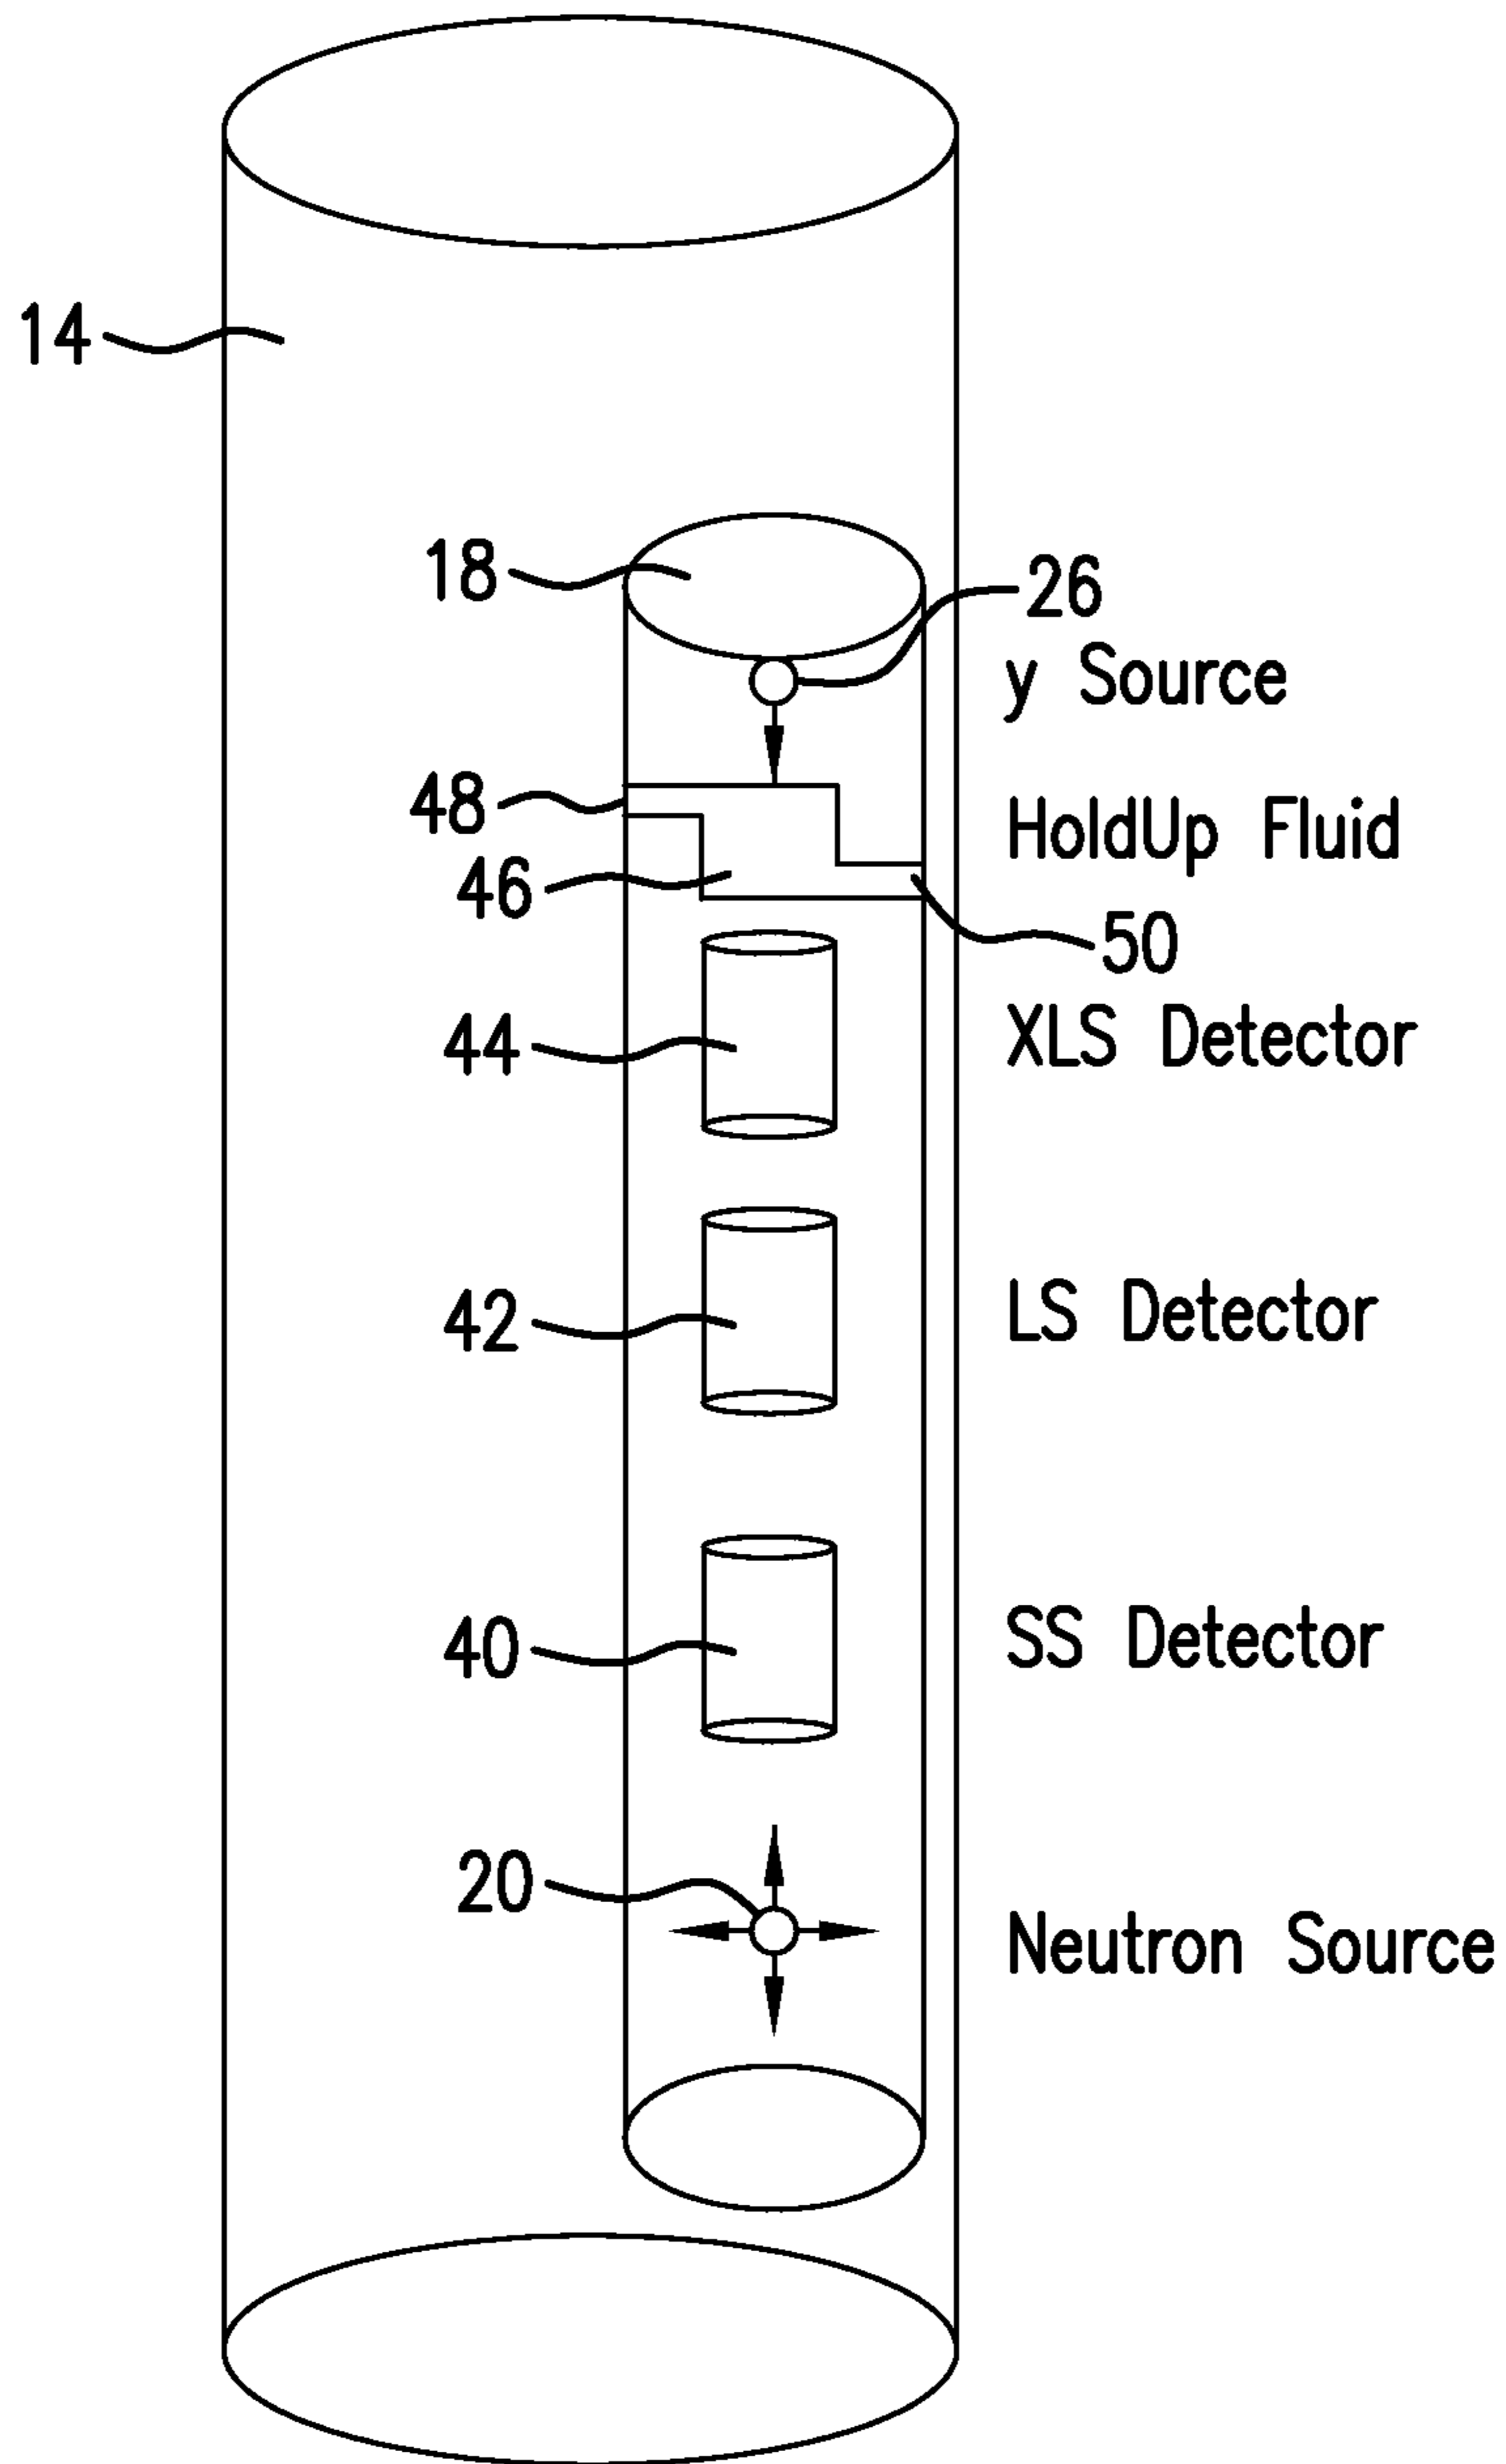 14
18
26
y Source
48
HoldUp Fluid
46
50
44
XLS Detector
42
LS Detector
40
SS Detector
20
Neutron Source